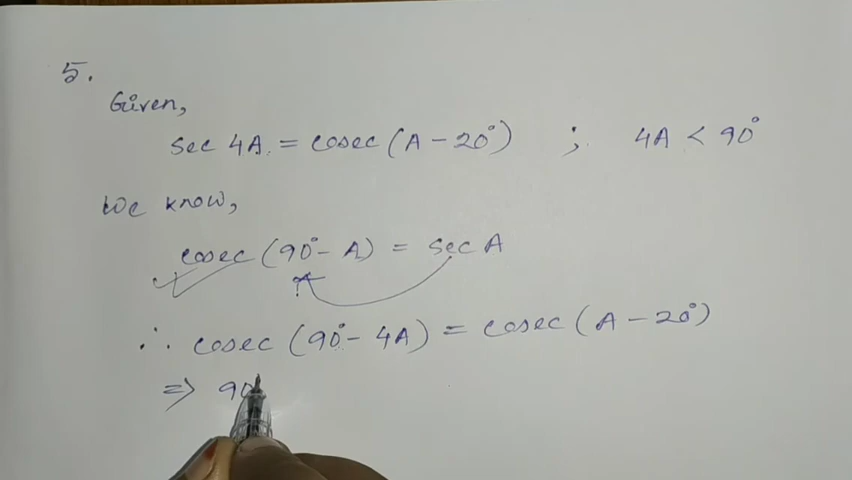 5.
Given,
Sec 4A = cosec (A - 20°) ; 4A < 90°
We know,
cosec (90° - A) = sec A
∴ cosec (90° - 4A) = cosec (A - 20°)
⇒ 90